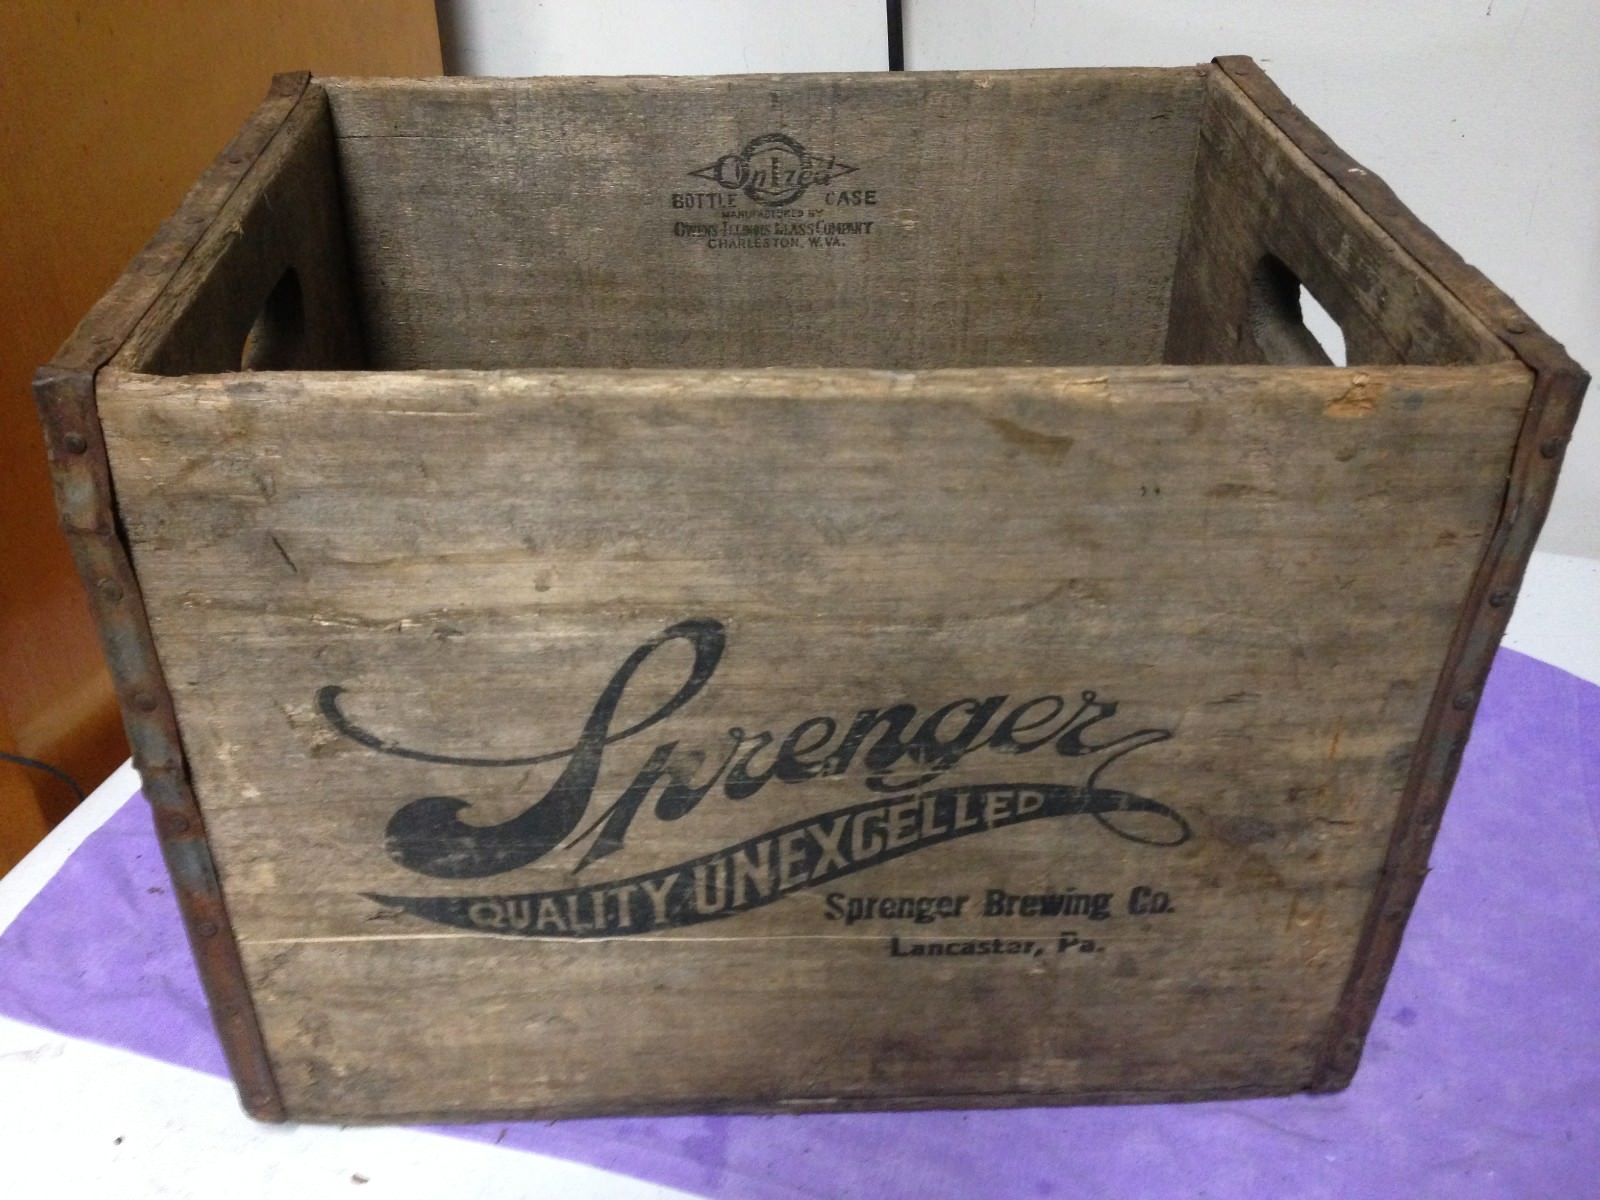 Onized
BOTTLE CASE
MANUFACTURED BY
OWENS-ILLINOIS GLASS COMPANY
CHARLESTON, W.VA.
Sprenger
QUALITY UNEXCELLED
Sprenger Brewing Co.
Lancaster, Pa.